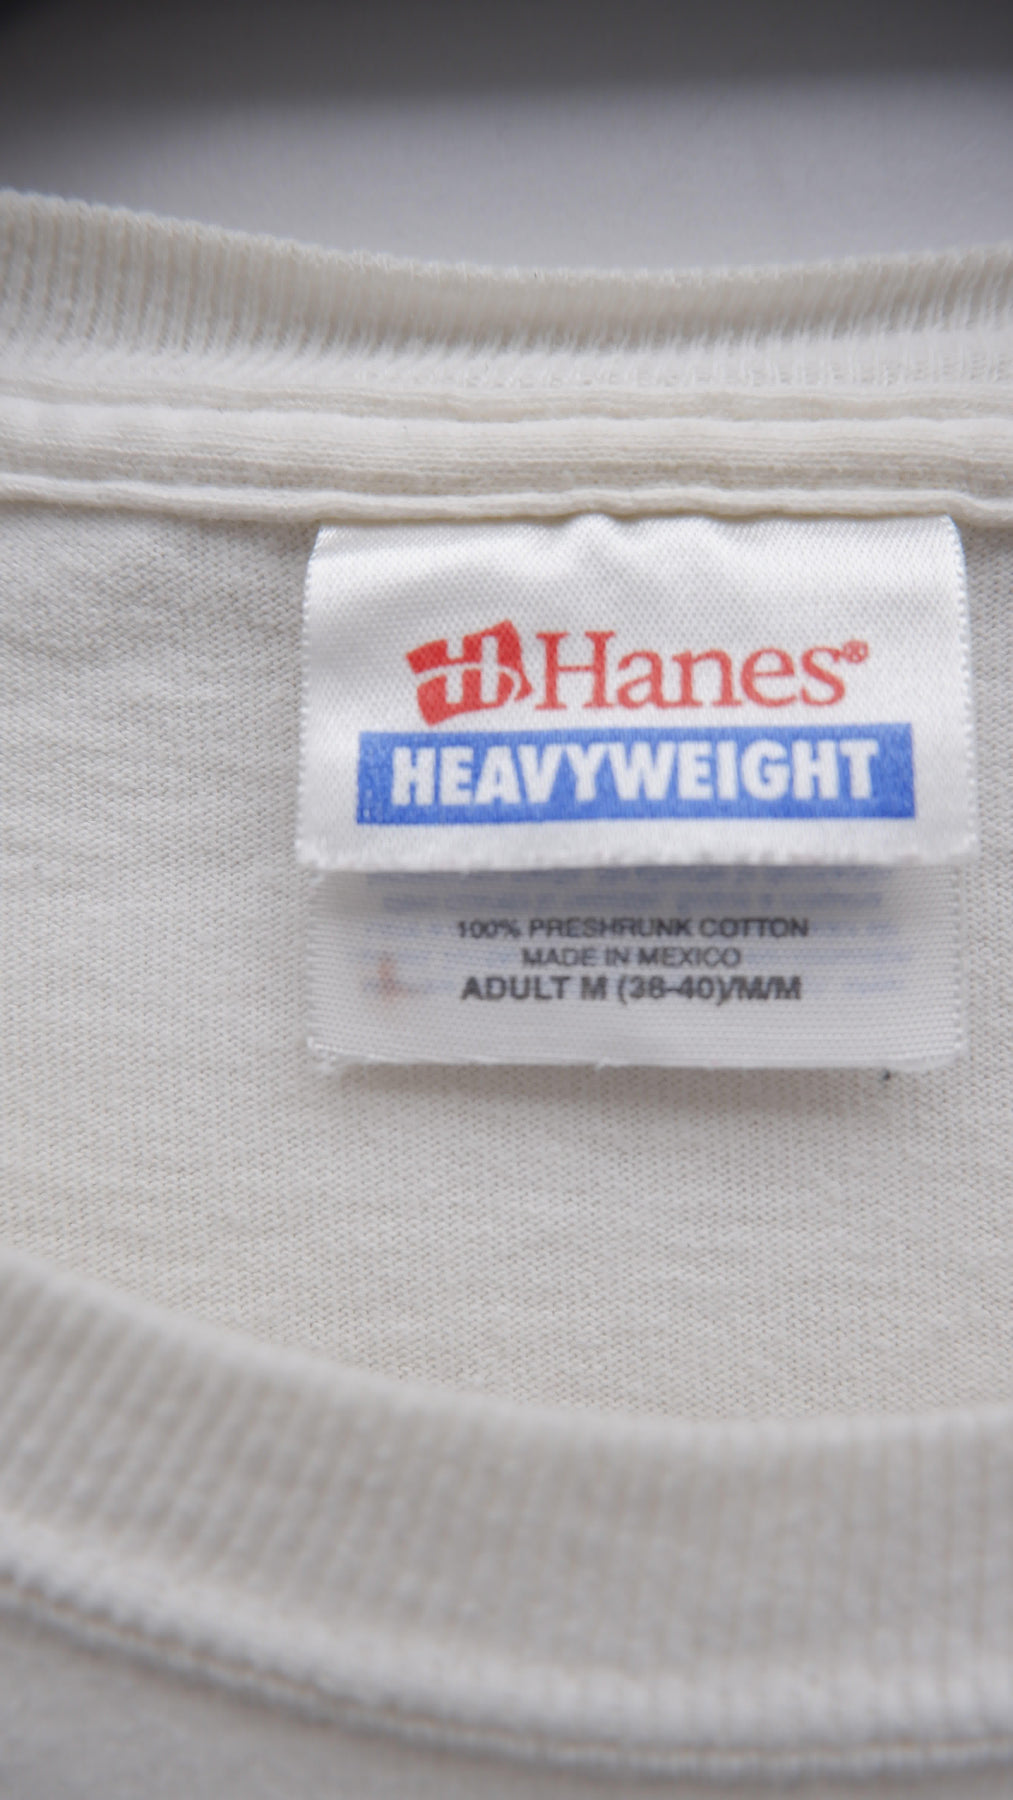 Hanes®
HEAVYWEIGHT
100% PRESHRUNK COTTON
MADE IN MEXICO
ADULT M (38-40)/M/M